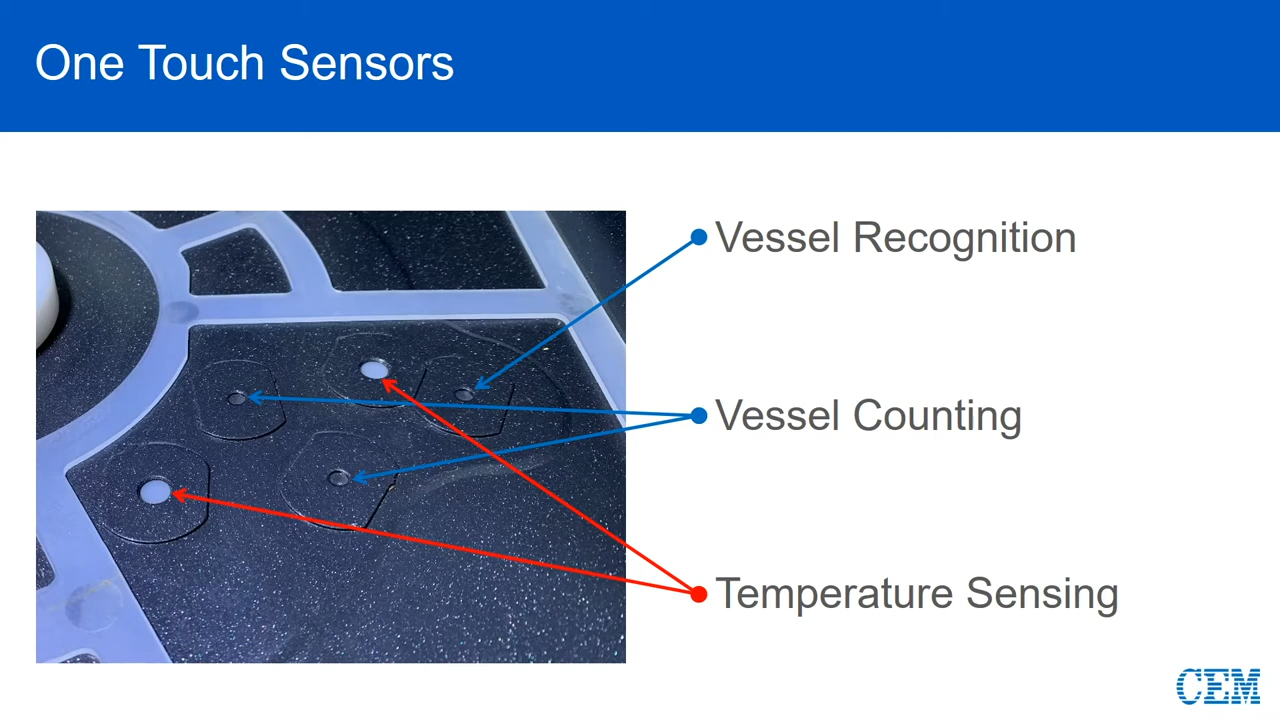 One Touch Sensors
Vessel Recognition
Vessel Counting
Temperature Sensing
CEM